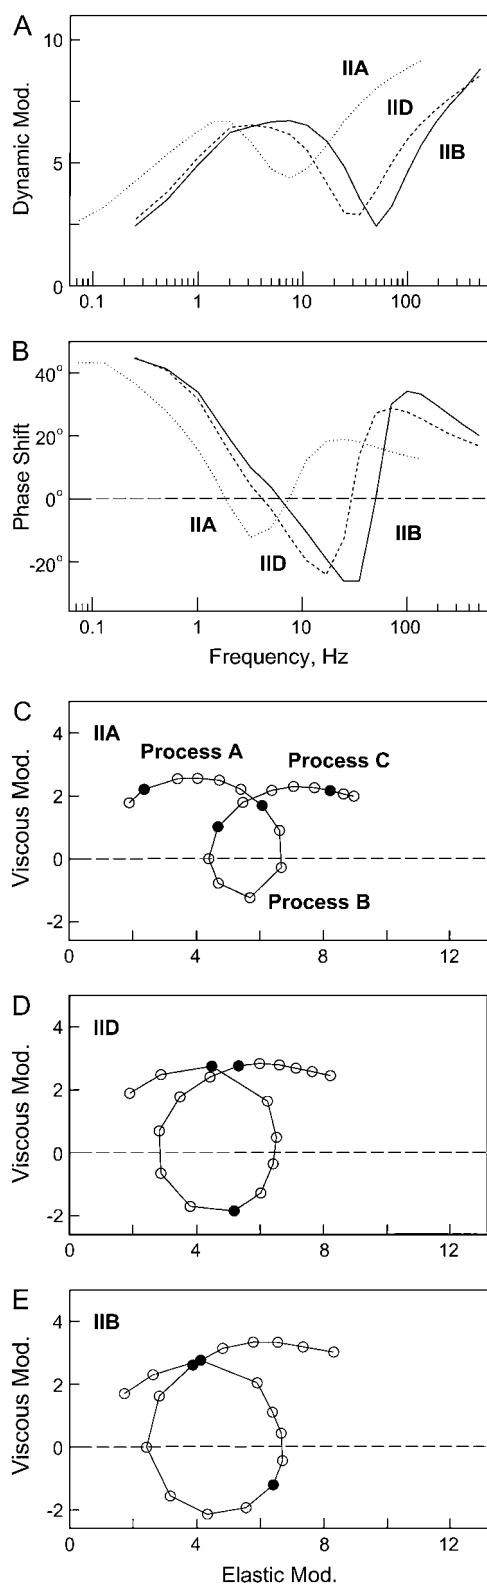 A
10
5
0
Dynamic Mod.
IIA
IID
IIB
0.1
1
10
100
B
40°
20°
0°
-20°
Phase Shift
IIA
IID
IIB
0.1
1
10
100
Frequency, Hz
C
IIA
Process A
Process C
Process B
4
2
0
-2
Viscous Mod.
0
4
8
12
D
IID
4
2
0
-2
Viscous Mod.
0
4
8
12
E
IIB
4
2
0
-2
Viscous Mod.
0
4
8
12
Elastic Mod.